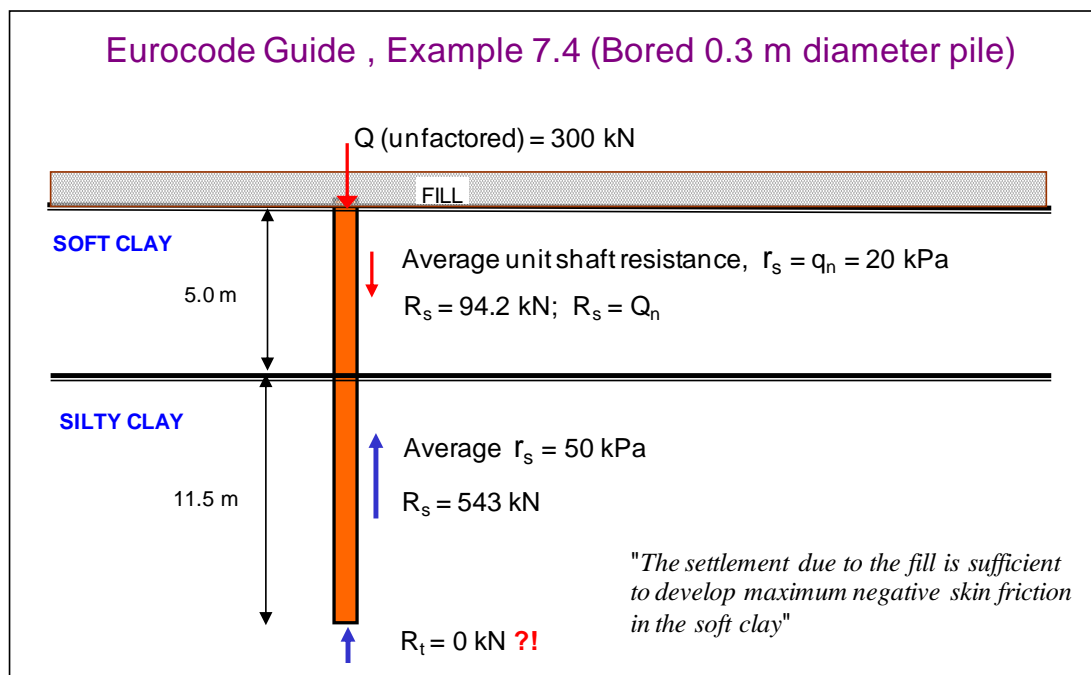 Eurocode Guide , Example 7.4 (Bored 0.3 m diameter pile)
Q (unfactored) = 300 kN
FILL
SOFT CLAY
Average unit shaft resistance, rs = qn = 20 kPa
5.0 m
Rs = 94.2 kN; Rs = Qn
SILTY CLAY
Average rs = 50 kPa
11.5 m
Rs = 543 kN
"The settlement due to the fill is sufficient
to develop maximum negative skin friction
in the soft clay"
Rt = 0 kN ?!